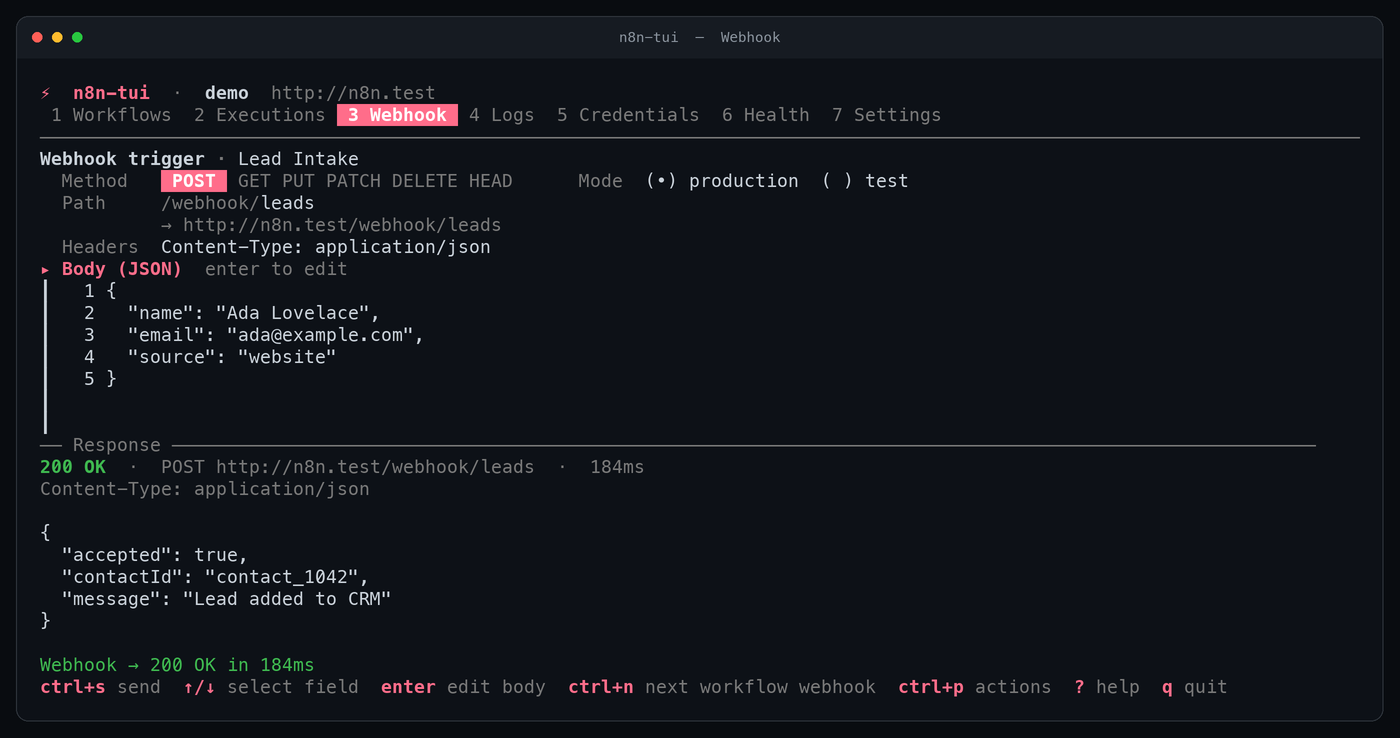 n8n-tui — Webhook
⚡ n8n-tui · demo http://n8n.test
1 Workflows 2 Executions 3 Webhook 4 Logs 5 Credentials 6 Health 7 Settings
Webhook trigger · Lead Intake
Method POST GET PUT PATCH DELETE HEAD Mode (•) production ( ) test
Path /webhook/leads
→ http://n8n.test/webhook/leads
Headers Content-Type: application/json
▸ Body (JSON) enter to edit
1 {
2   "name": "Ada Lovelace",
3   "email": "ada@example.com",
4   "source": "website"
5 }
Response
200 OK · POST http://n8n.test/webhook/leads · 184ms
Content-Type: application/json
{
  "accepted": true,
  "contactId": "contact_1042",
  "message": "Lead added to CRM"
}
Webhook → 200 OK in 184ms
ctrl+s send ↑/↓ select field enter edit body ctrl+n next workflow webhook ctrl+p actions ? help q quit